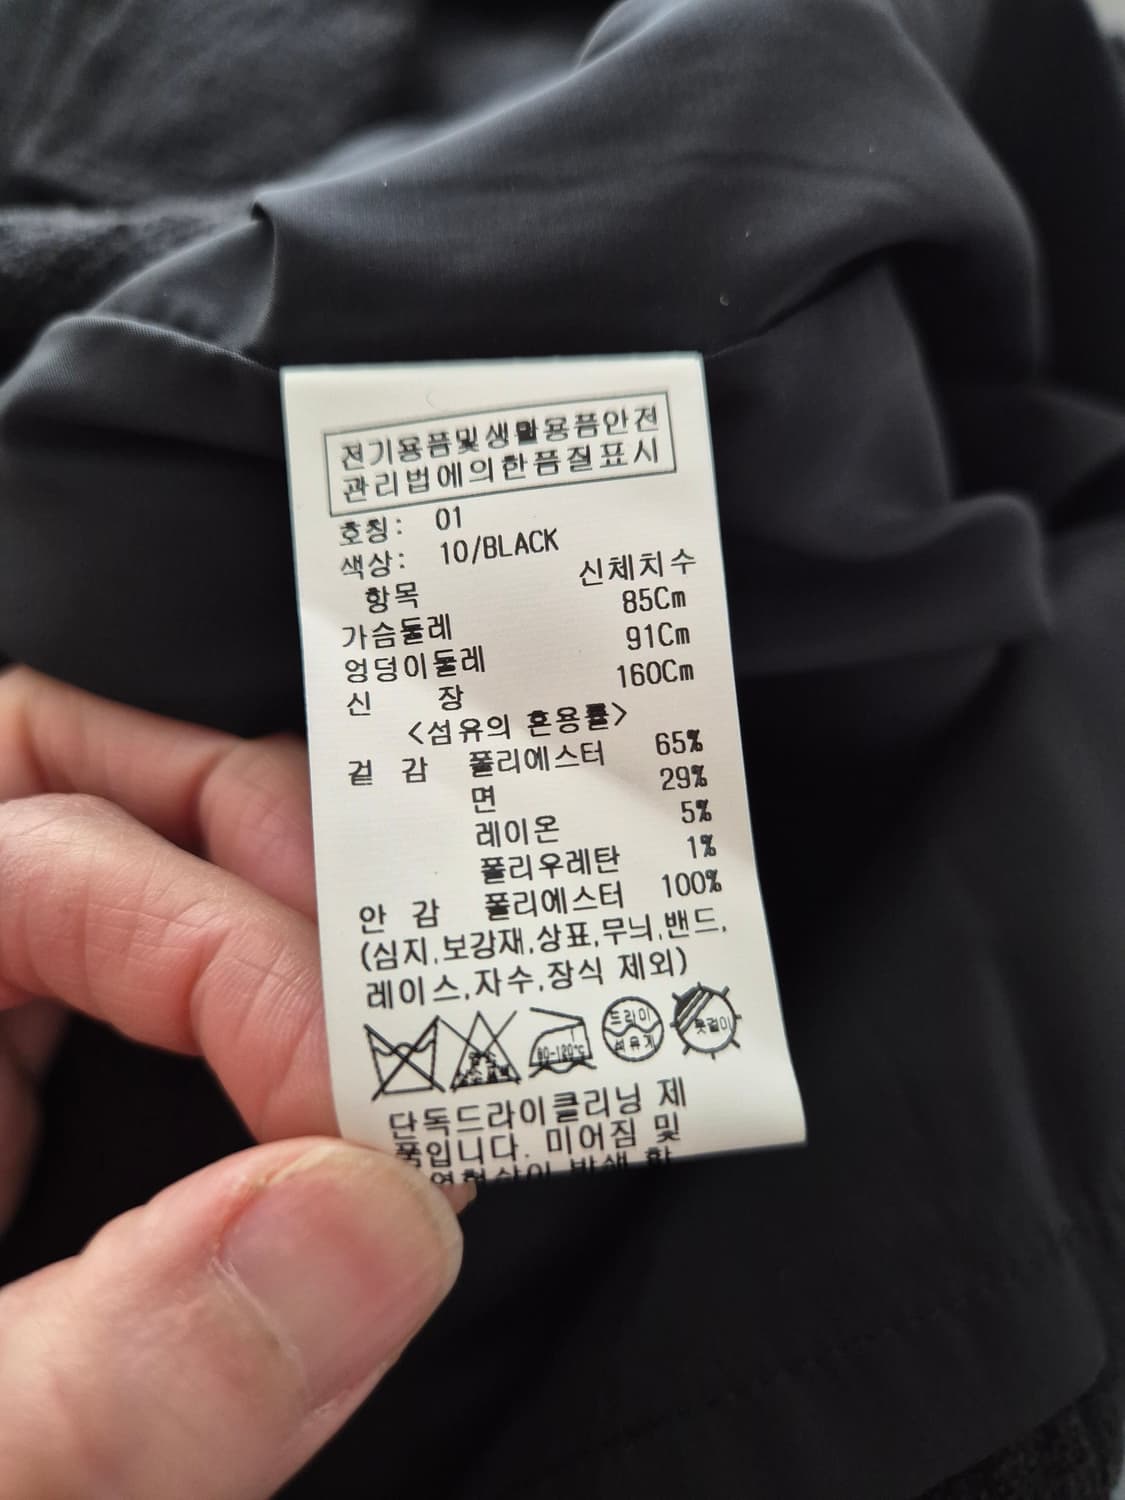 전기용품및생활용품안전
관리법에의한품질표시
호칭: 01
색상: 10/BLACK
항목 신체치수
가슴둘레 85Cm
엉덩이둘레 91Cm
신 장 160Cm
<섬유의 혼용률>
겉 감 폴리에스터 65%
면 29%
레이온 5%
폴리우레탄 1%
안 감 폴리에스터 100%
(심지,보강재,상표,무늬,밴드,
레이스,자수,장식 제외)
염소
80-120℃
드라이
석유계
옷걸이
단독드라이클리닝 제
품입니다. 미어짐 및